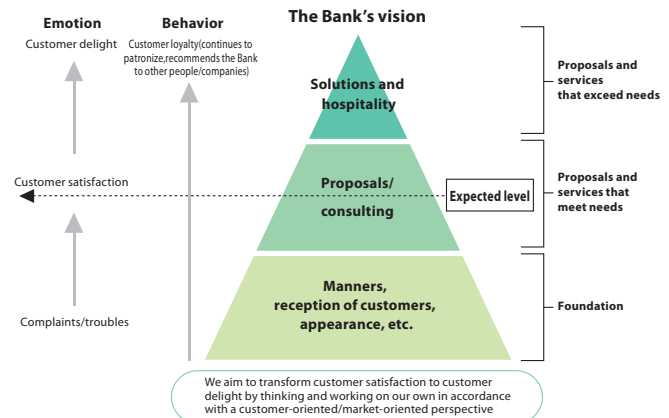 Emotion
Behavior
The Bank's vision
Customer delight
Customer loyalty(continues to
patronize,recommends the Bank
to other people/companies)
Solutions and
hospitality
Proposals and
services
that exceed needs
Customer satisfaction
Proposals/
consulting
Expected level
Proposals and
services that
meet needs
Complaints/troubles
Manners,
reception of customers,
appearance, etc.
Foundation
We aim to transform customer satisfaction to customer
delight by thinking and working on our own in accordance
with a customer-oriented/market-oriented perspective